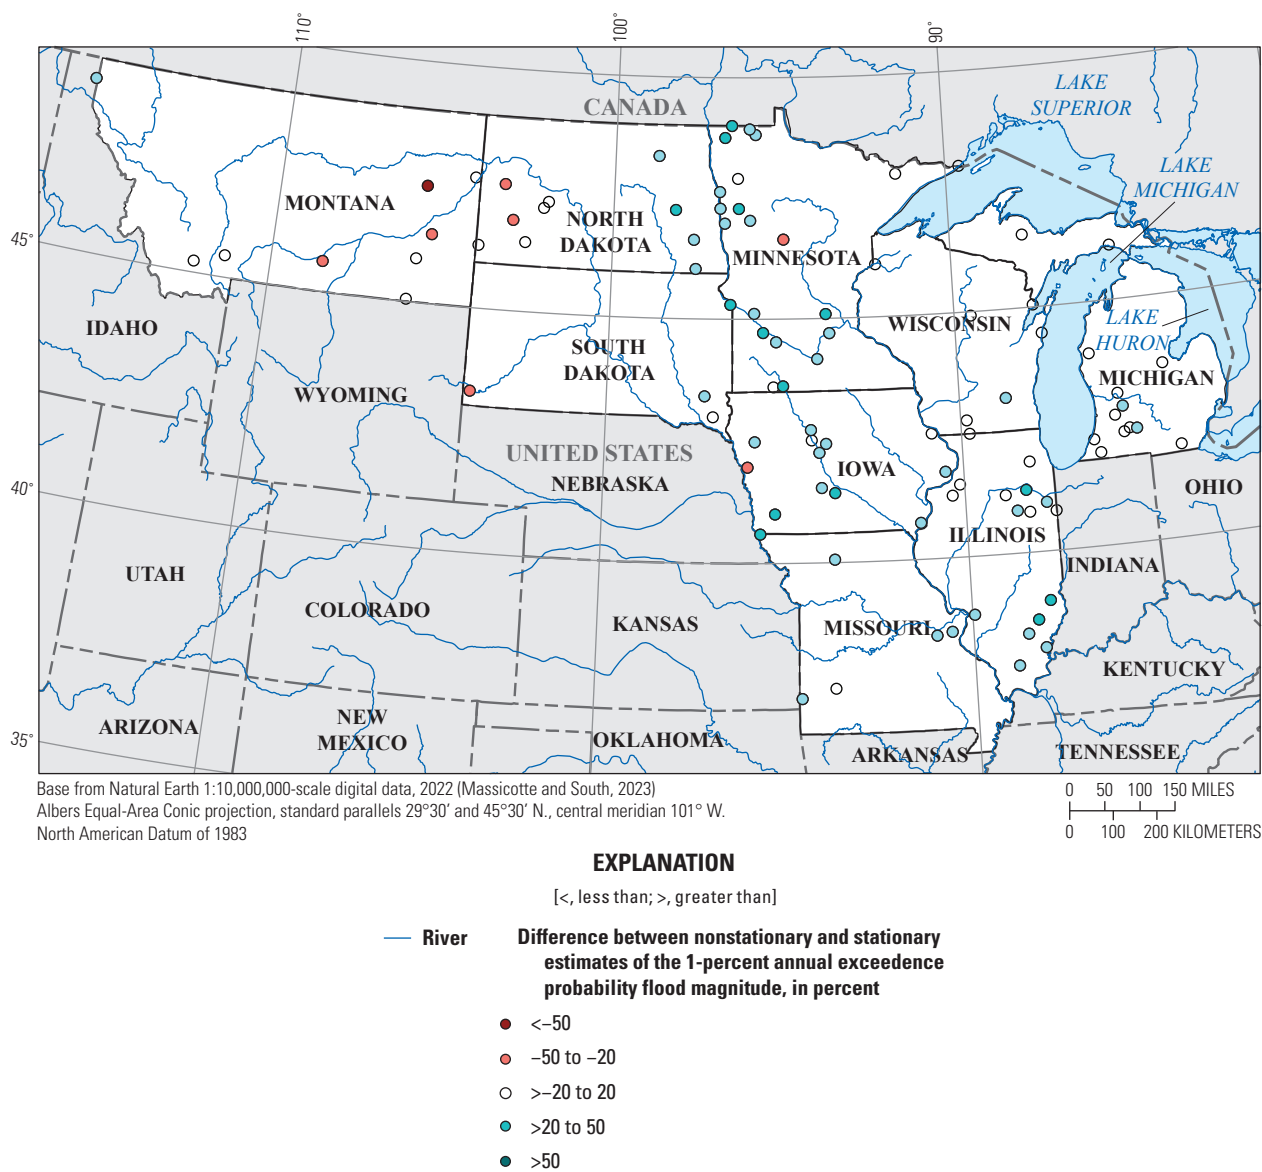 110°
100°
90°
CANADA
LAKE
SUPERIOR
LAKE
MICHIGAN
MONTANA
NORTH
DAKOTA
45°
MINNESOTA
IDAHO
WISCONSIN
LAKE
HURON
SOUTH
DAKOTA
MICHIGAN
WYOMING
UNITED STATES
NEBRASKA
IOWA
40°
OHIO
ILLINOIS
INDIANA
UTAH
COLORADO
KANSAS
MISSOURI
KENTUCKY
ARIZONA
NEW
MEXICO
35°
OKLAHOMA
ARKANSAS
TENNESSEE
Base from Natural Earth 1:10,000,000-scale digital data, 2022 (Massicotte and South, 2023)
Albers Equal-Area Conic projection, standard parallels 29°30′ and 45°30′ N., central meridian 101° W.
North American Datum of 1983
0 50 100 150 MILES
0 100 200 KILOMETERS
EXPLANATION
[<, less than; >, greater than]
River
Difference between nonstationary and stationary
estimates of the 1-percent annual exceedence
probability flood magnitude, in percent
<−50
−50 to −20
>−20 to 20
>20 to 50
>50